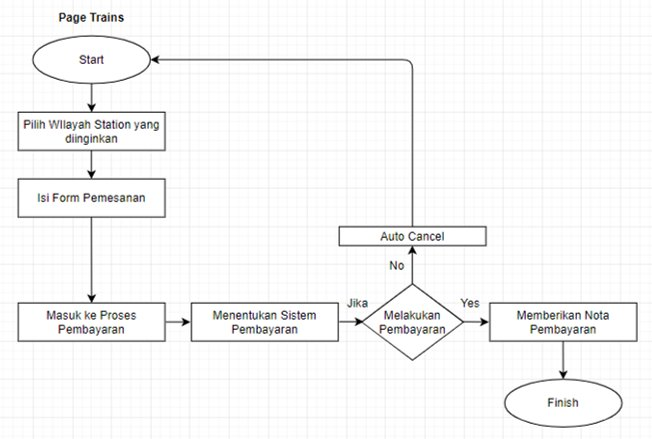 Page Trains
Start
Pilih WIlayah Station yang
diinginkan
Isi Form Pemesanan
Auto Cancel
No
Masuk ke Proses
Pembayaran
Menentukan Sistem
Pembayaran
Jika
Melakukan
Pembayaran
Yes
Memberikan Nota
Pembayaran
Finish